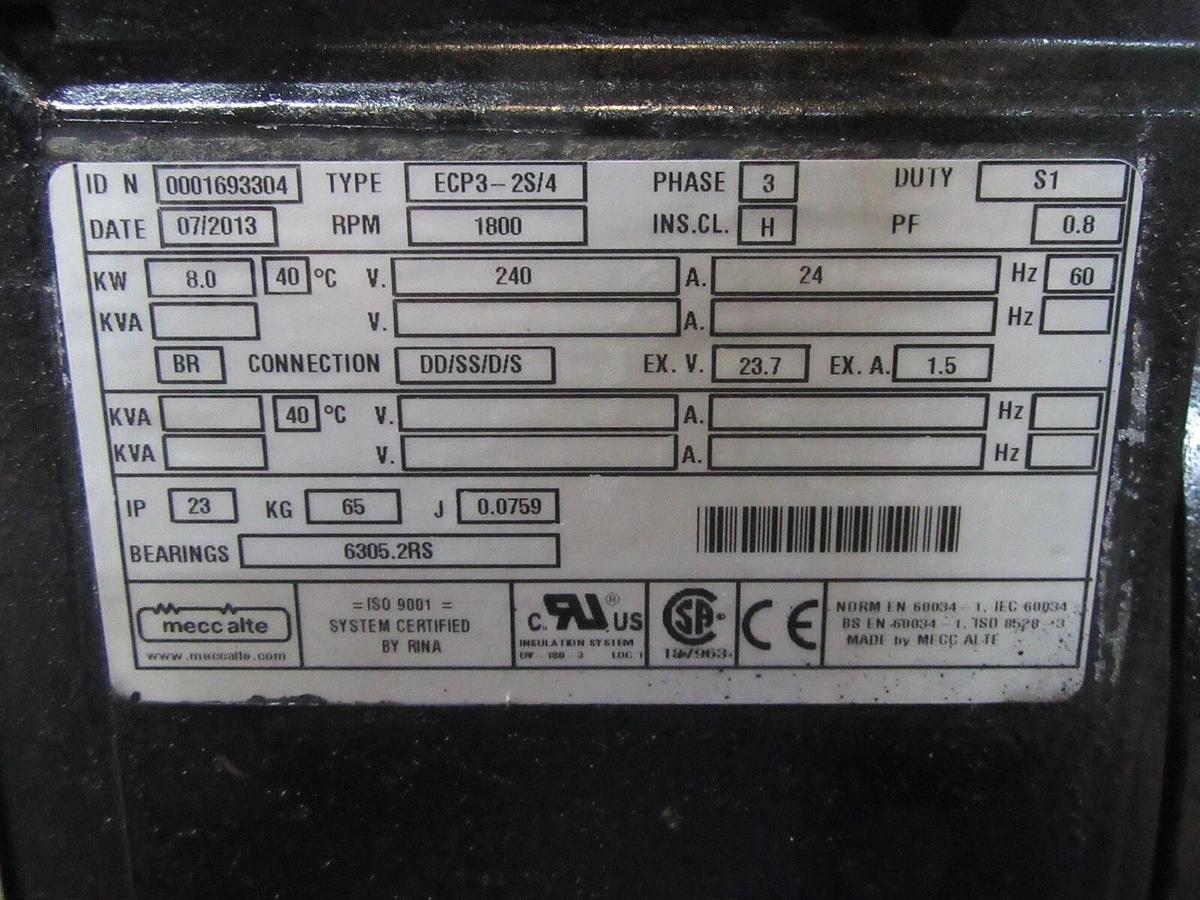 ID N 0001693304 TYPE ECP3-2S/4 PHASE 3 DUTY S1
DATE 07/2013 RPM 1800 INS.CL. H PF 0.8
KW 8.0 40 °C V. 240 A. 24 Hz 60
KVA V. A. Hz
BR CONNECTION DD/SS/D/S EX. V. 23.7 EX. A. 1.5
KVA 40 °C V. A. Hz
KVA V. A. Hz
IP 23 KG 65 J 0.0759
BEARINGS 6305.2RS
mecc alte
www.meccalte.com
= ISO 9001 =
SYSTEM CERTIFIED
BY RINA
C RU ® US
INSULATION SYSTEM
LOC 1
SA
CE
NORM EN 60034-1, IEC 60034
BS EN-60034-1, ISO 8528-3
MADE by MECC ALTE